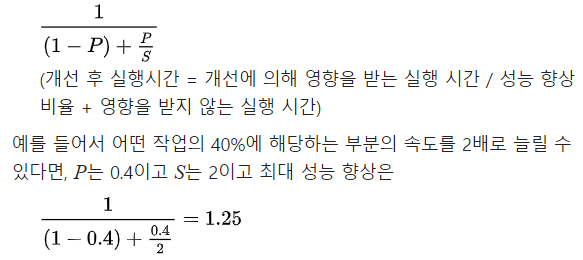 1
(1 − P) + P/S
(개선 후 실행시간 = 개선에 의해 영향을 받는 실행 시간 / 성능 향상
비율 + 영향을 받지 않는 실행 시간)
예를 들어서 어떤 작업의 40%에 해당하는 부분의 속도를 2배로 늘릴 수
있다면, P는 0.4이고 S는 2이고 최대 성능 향상은
1
(1 − 0.4) + 0.4/2 = 1.25